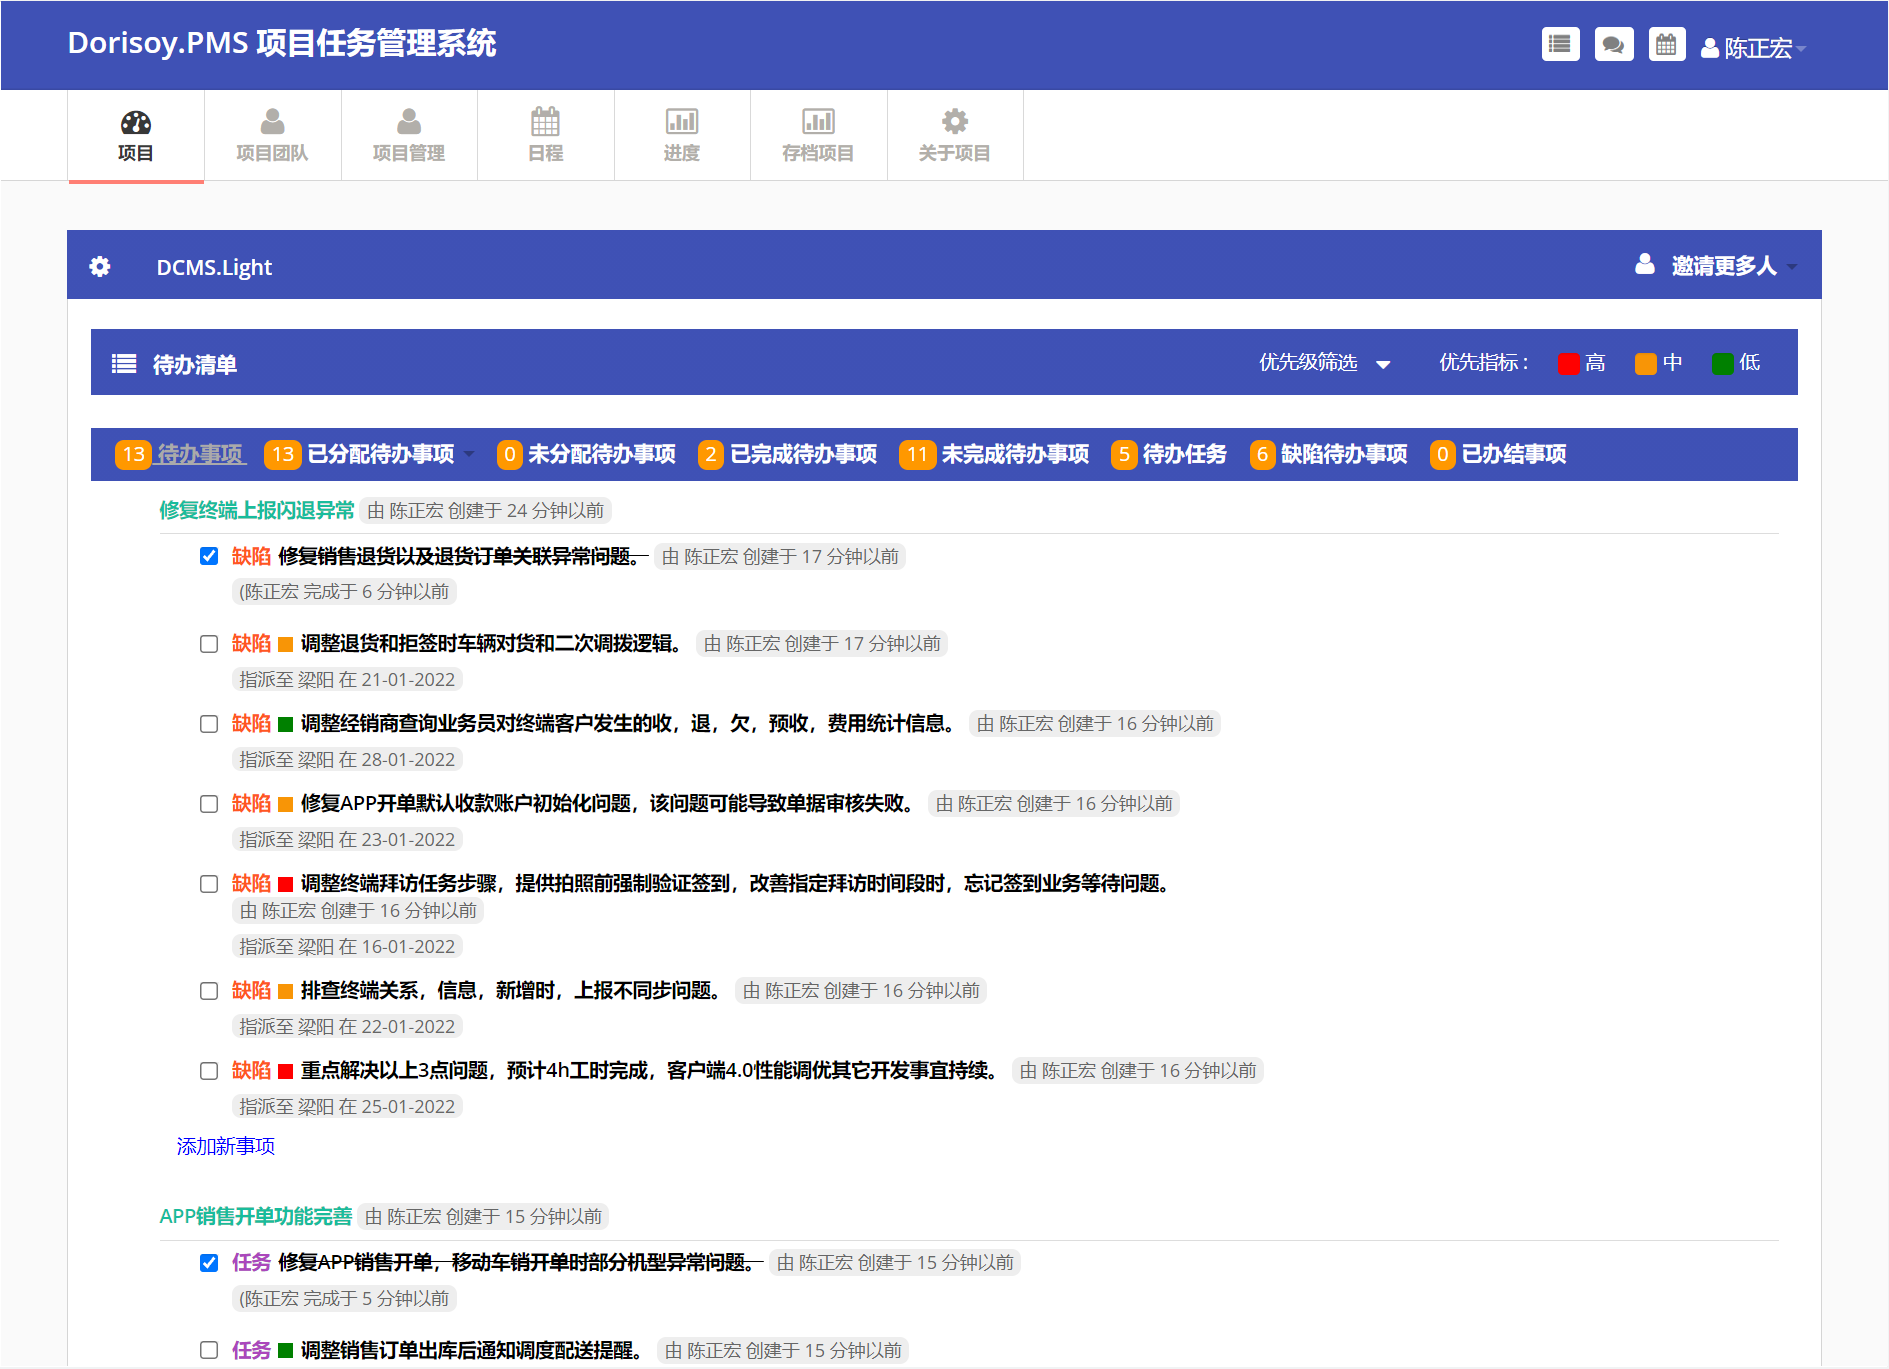 Dorisoy.PMS 项目任务管理系统
陈正宏
项目 项目团队 项目管理 日程 进度 存档项目 关于项目
DCMS.Light 邀请更多人
待办清单 优先级筛选 优先指标： 高 中 低
13 待办事项 13 已分配待办事项 0 未分配待办事项 2 已完成待办事项 11 未完成待办事项 5 待办任务 6 缺陷待办事项 0 已办结事项
修复终端上报闪退异常 由 陈正宏 创建于 24 分钟以前
缺陷 修复销售退货以及退货订单关联异常问题。 由 陈正宏 创建于 17 分钟以前
(陈正宏 完成于 6 分钟以前
缺陷 调整退货和拒签时车辆对货和二次调拨逻辑。 由 陈正宏 创建于 17 分钟以前
指派至 梁阳 在 21-01-2022
缺陷 调整经销商查询业务员对终端客户发生的收，退，欠，预收，费用统计信息。 由 陈正宏 创建于 16 分钟以前
指派至 梁阳 在 28-01-2022
缺陷 修复APP开单默认收款账户初始化问题，该问题可能导致单据审核失败。 由 陈正宏 创建于 16 分钟以前
指派至 梁阳 在 23-01-2022
缺陷 调整终端拜访任务步骤，提供拍照前强制验证签到，改善指定拜访时间段时，忘记签到业务等待问题。
由 陈正宏 创建于 16 分钟以前
指派至 梁阳 在 16-01-2022
缺陷 排查终端关系，信息，新增时，上报不同步问题。 由 陈正宏 创建于 16 分钟以前
指派至 梁阳 在 22-01-2022
缺陷 重点解决以上3点问题，预计4h工时完成，客户端4.0性能调优其它开发事宜持续。 由 陈正宏 创建于 16 分钟以前
指派至 梁阳 在 25-01-2022
添加新事项
APP销售开单功能完善 由 陈正宏 创建于 15 分钟以前
任务 修复APP销售开单，移动车销开单时部分机型异常问题。 由 陈正宏 创建于 15 分钟以前
(陈正宏 完成于 5 分钟以前
任务 调整销售订单出库后通知调度配送提醒。 由 陈正宏 创建于 15 分钟以前